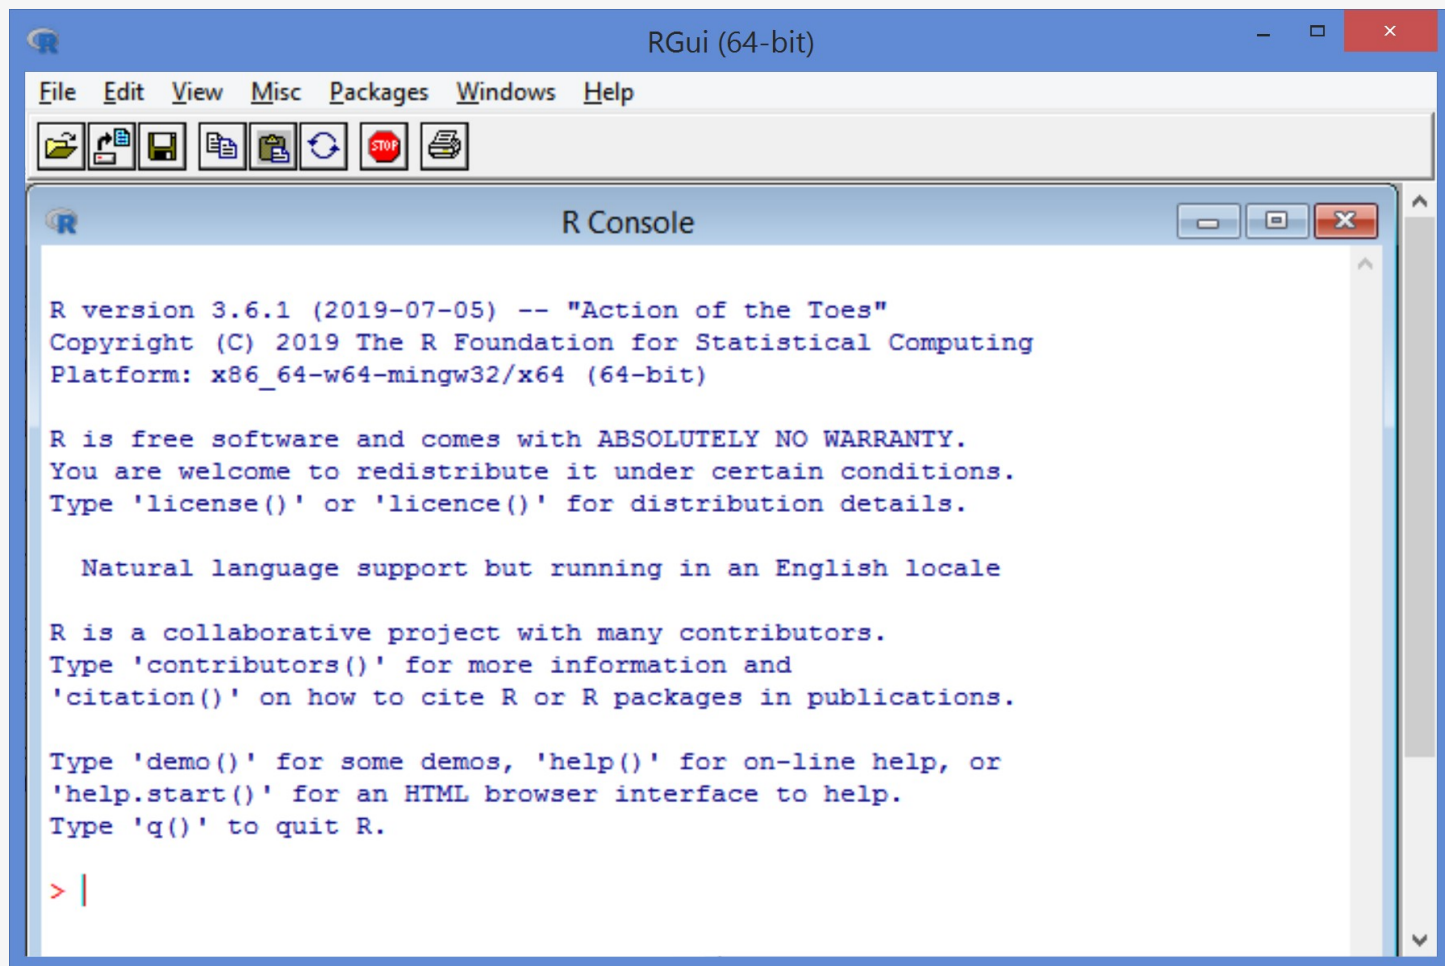 RGui (64-bit)
File Edit View Misc Packages Windows Help
STOP
R Console
R version 3.6.1 (2019-07-05) -- "Action of the Toes"
Copyright (C) 2019 The R Foundation for Statistical Computing
Platform: x86_64-w64-mingw32/x64 (64-bit)
R is free software and comes with ABSOLUTELY NO WARRANTY.
You are welcome to redistribute it under certain conditions.
Type 'license()' or 'licence()' for distribution details.
Natural language support but running in an English locale
R is a collaborative project with many contributors.
Type 'contributors()' for more information and
'citation()' on how to cite R or R packages in publications.
Type 'demo()' for some demos, 'help()' for on-line help, or
'help.start()' for an HTML browser interface to help.
Type 'q()' to quit R.
>